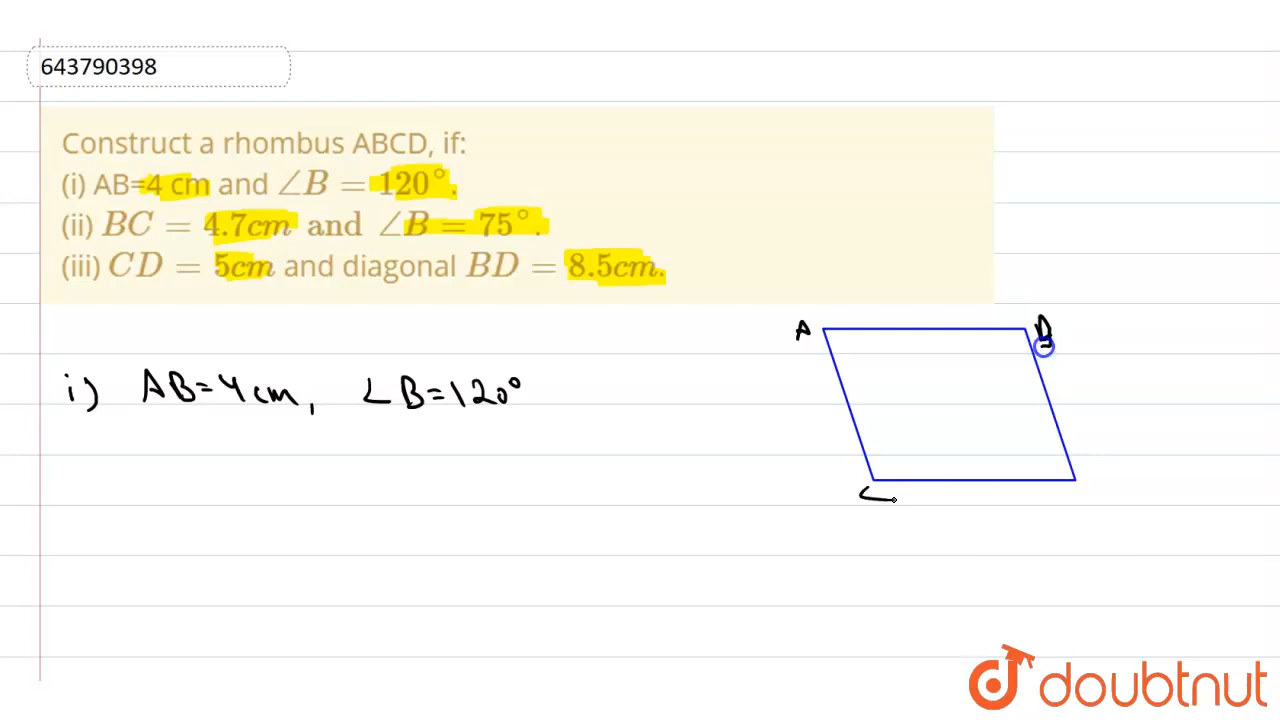 643790398
Construct a rhombus ABCD, if:
(i) AB=4 cm and ∠B = 120°.
(ii) BC = 4.7cm and ∠B = 75°.
(iii) CD = 5cm and diagonal BD = 8.5cm.
A
i) AB=4cm, ∠B=120°
doubtnut